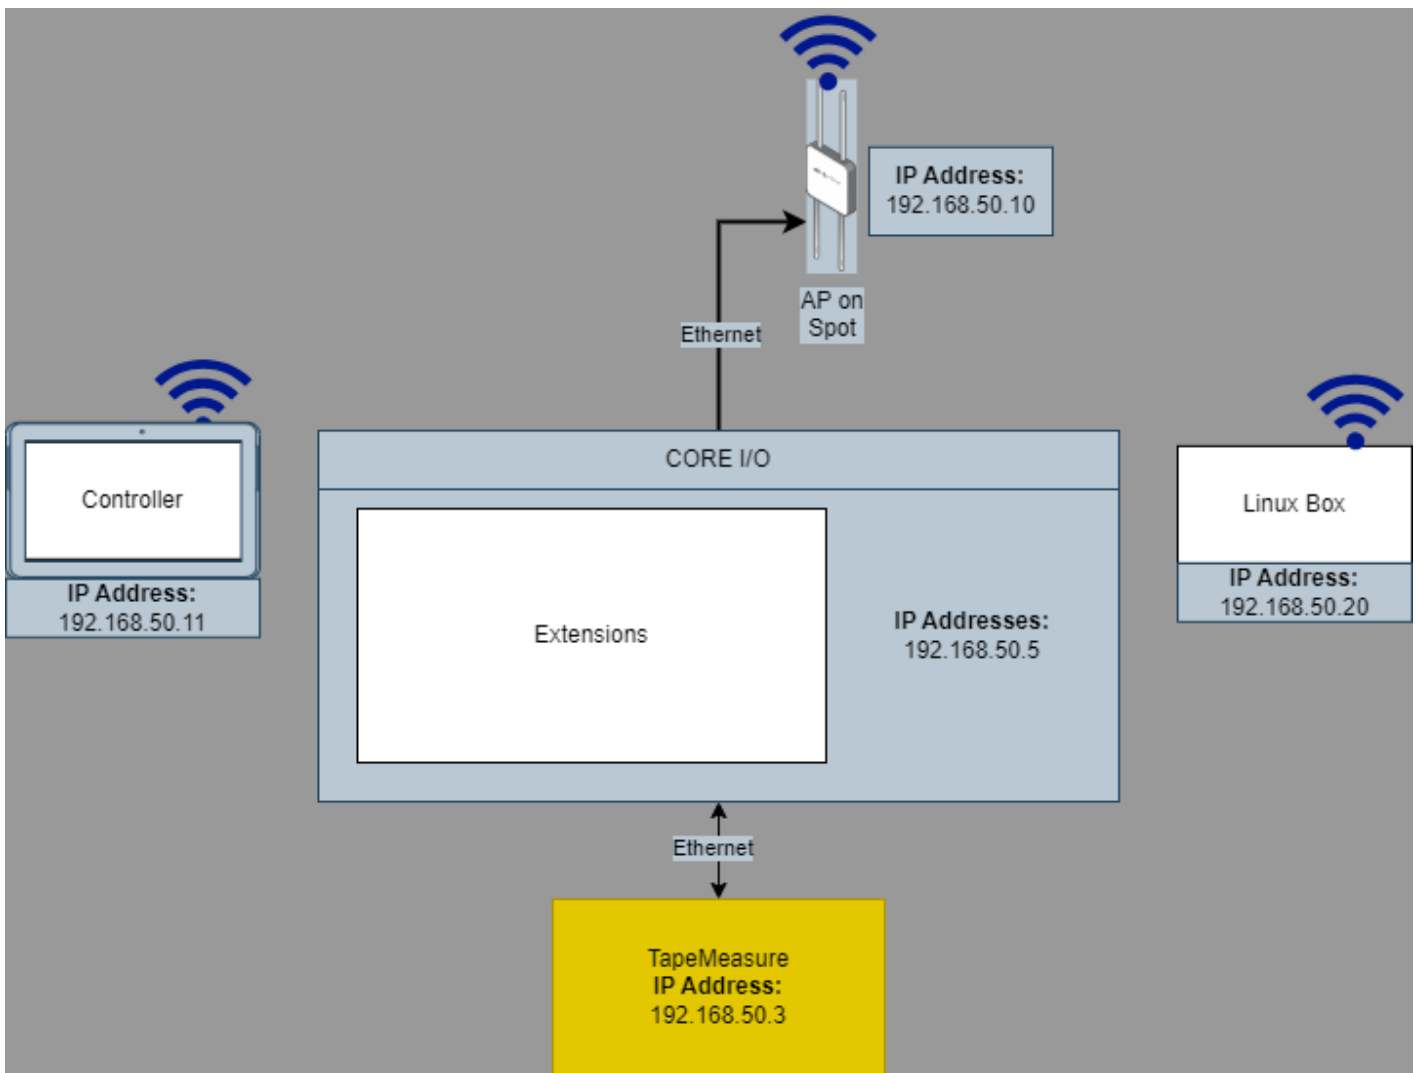 IP Address:
192.168.50.10
AP on
Spot
Ethernet
CORE I/O
Controller
IP Address:
192.168.50.11
Extensions
IP Addresses:
192.168.50.5
Linux Box
IP Address:
192.168.50.20
Ethernet
TapeMeasure
IP Address:
192.168.50.3